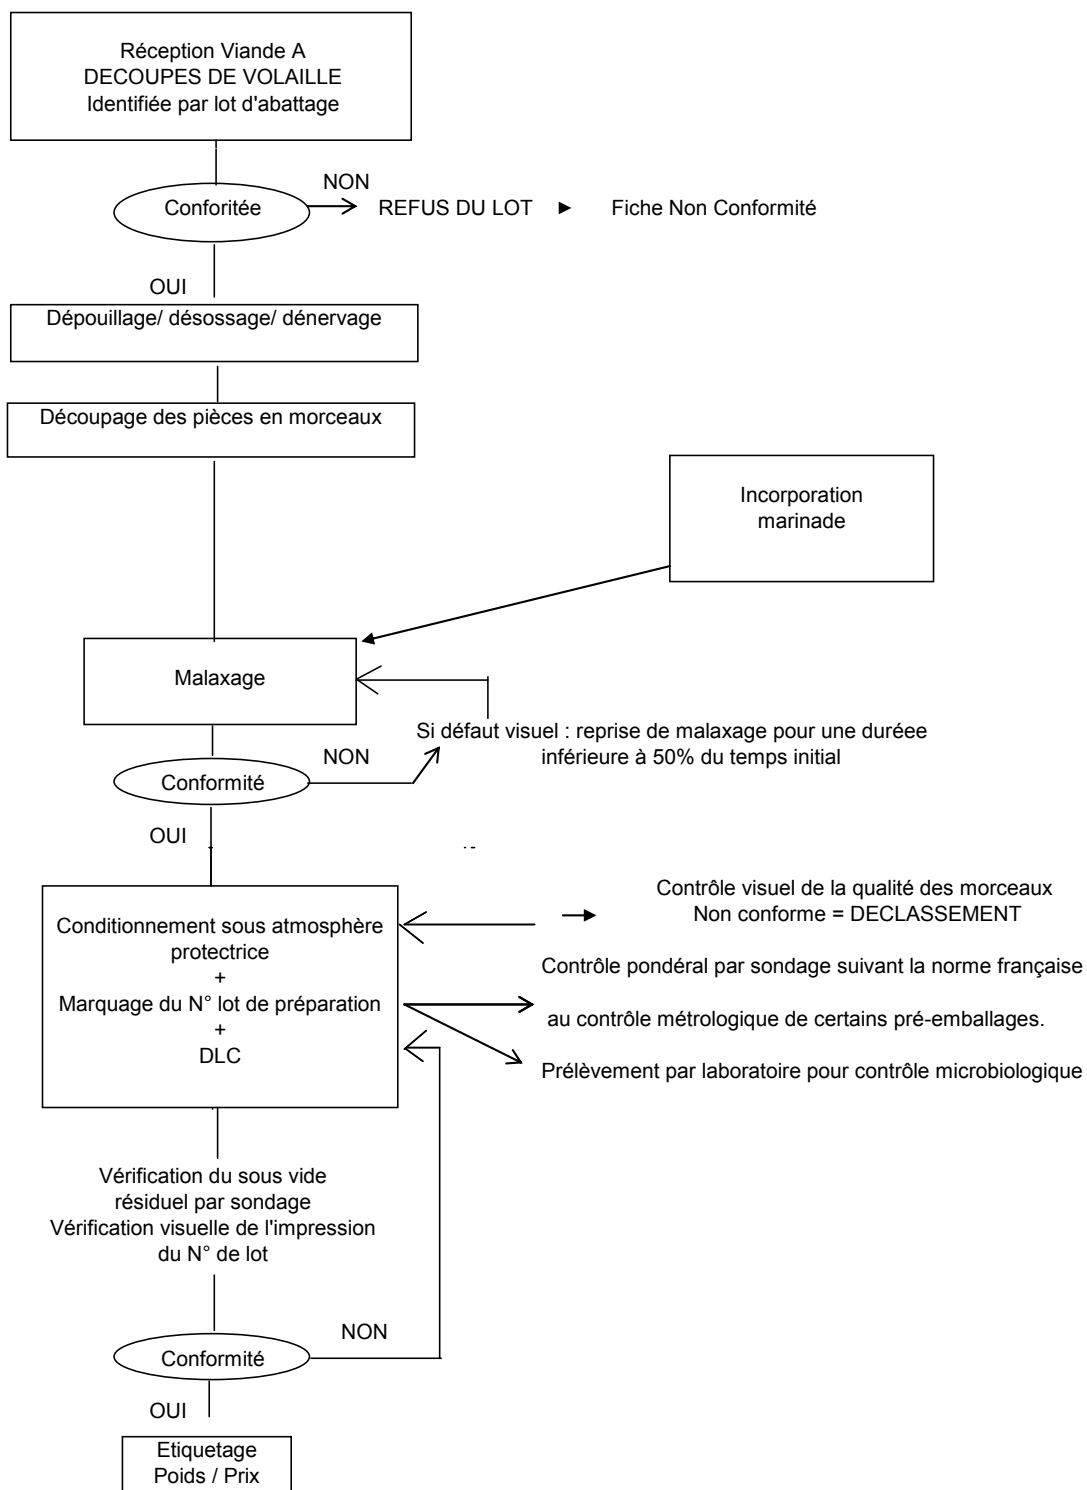 Réception Viande A
DECOUPES DE VOLAILLE
Identifiée par lot d'abattage
NON
Conforitée
REFUS DU LOT ► Fiche Non Conformité
OUI
Dépouillage/ désossage/ dénervage
Découpage des pièces en morceaux
Incorporation
marinade
Malaxage
Si défaut visuel : reprise de malaxage pour une duréee
inférieure à 50% du temps initial
NON
Conformité
OUI
Contrôle visuel de la qualité des morceaux
Non conforme = DECLASSEMENT
Conditionnement sous atmosphère
protectrice
+
Marquage du N° lot de préparation
+
DLC
Contrôle pondéral par sondage suivant la norme française
au contrôle métrologique de certains pré-emballages.
Prélèvement par laboratoire pour contrôle microbiologique
Vérification du sous vide
résiduel par sondage
Vérification visuelle de l'impression
du N° de lot
NON
Conformité
OUI
Etiquetage
Poids / Prix